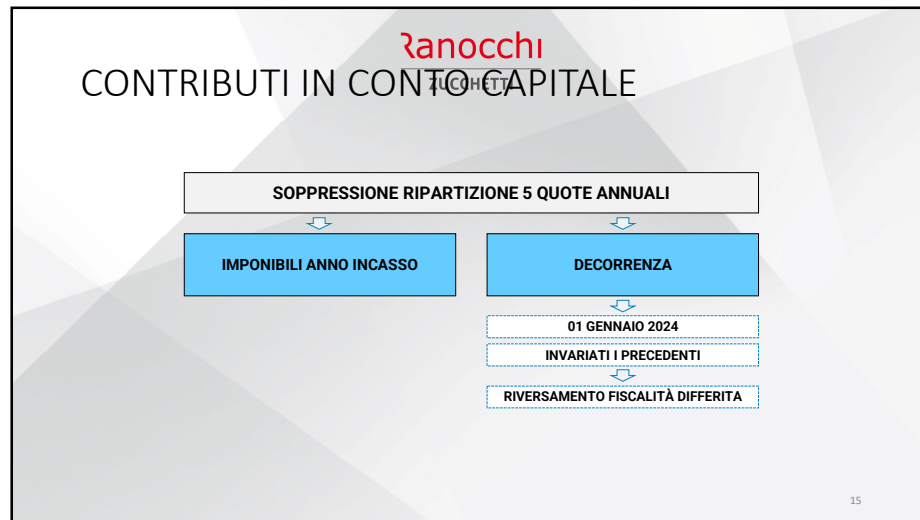 Ranocchi
ZUCCHETTI
CONTRIBUTI IN CONTO CAPITALE
SOPPRESSIONE RIPARTIZIONE 5 QUOTE ANNUALI
IMPONIBILI ANNO INCASSO
DECORRENZA
01 GENNAIO 2024
INVARIATI I PRECEDENTI
RIVERSAMENTO FISCALITÀ DIFFERITA
15